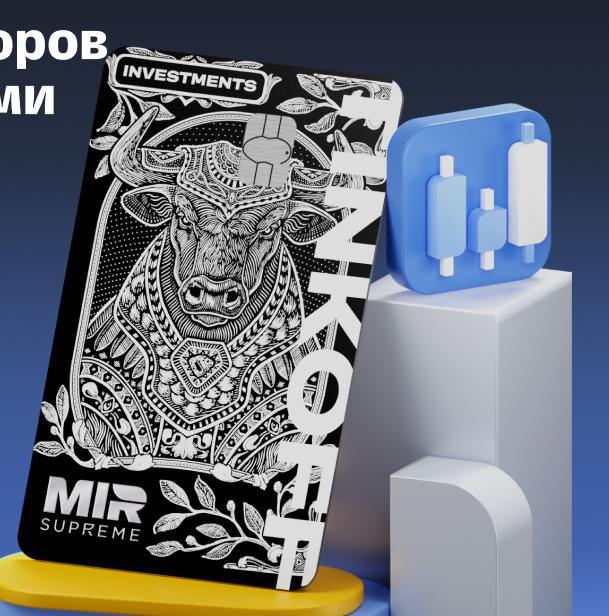 оров
ми
INVESTMENTS
TINKOFF
MIR
SUPREME